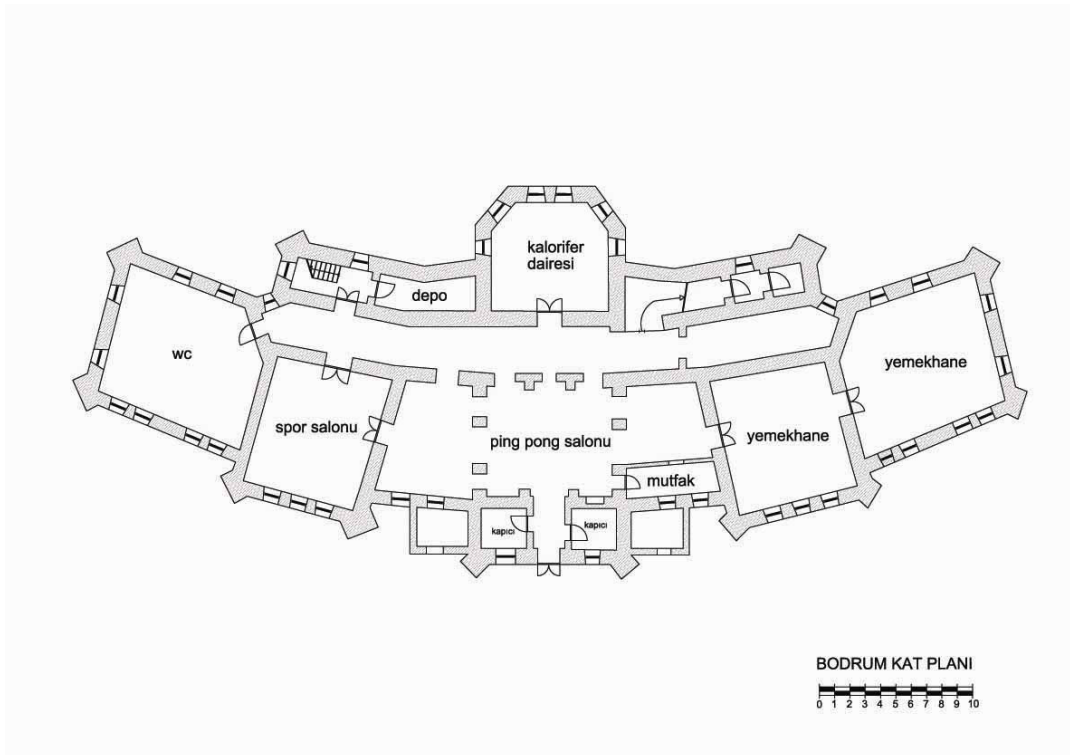 kalorifer
dairesi
depo
wc
yemekhane
spor salonu
ping pong salonu
yemekhane
mutfak
kapıcı
kapıcı
BODRUM KAT PLANI
0 1 2 3 4 5 6 7 8 9 10